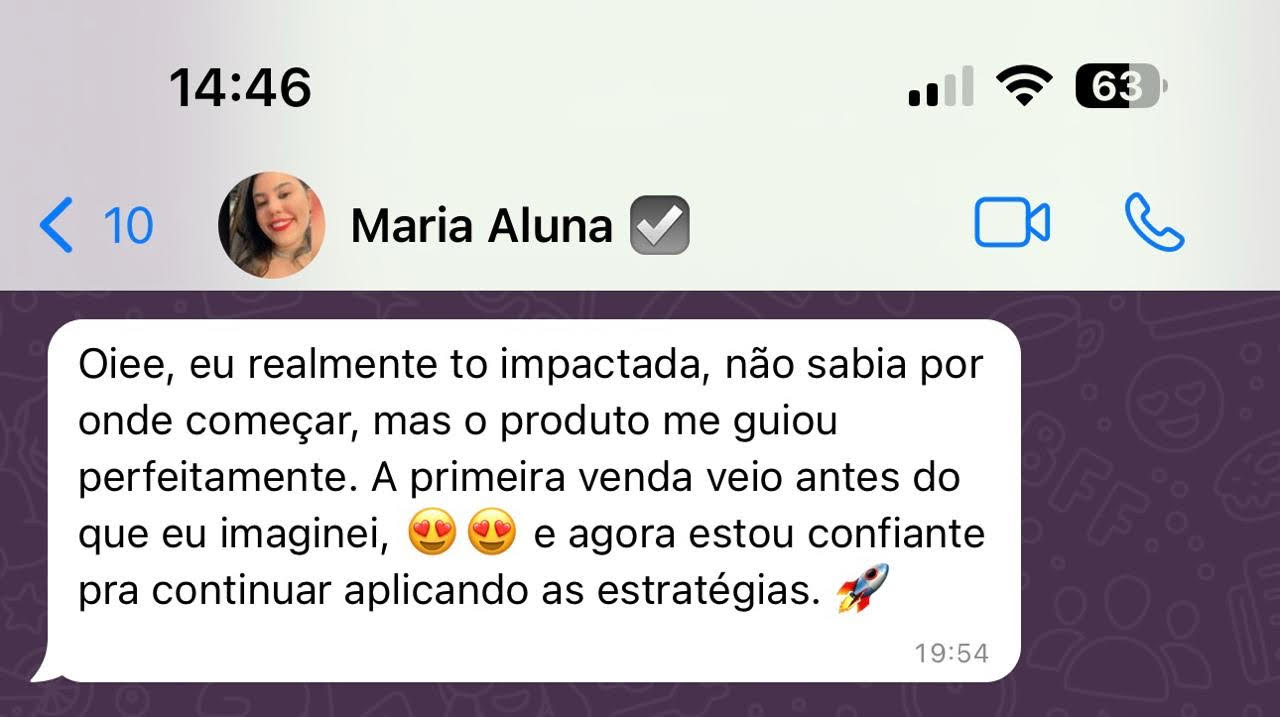 14:46
63
10
Maria Aluna ☑
Oiee, eu realmente to impactada, não sabia por
onde começar, mas o produto me guiou
perfeitamente. A primeira venda veio antes do
que eu imaginei, 😍😍 e agora estou confiante
pra continuar aplicando as estratégias. 🚀
19:54
BFF